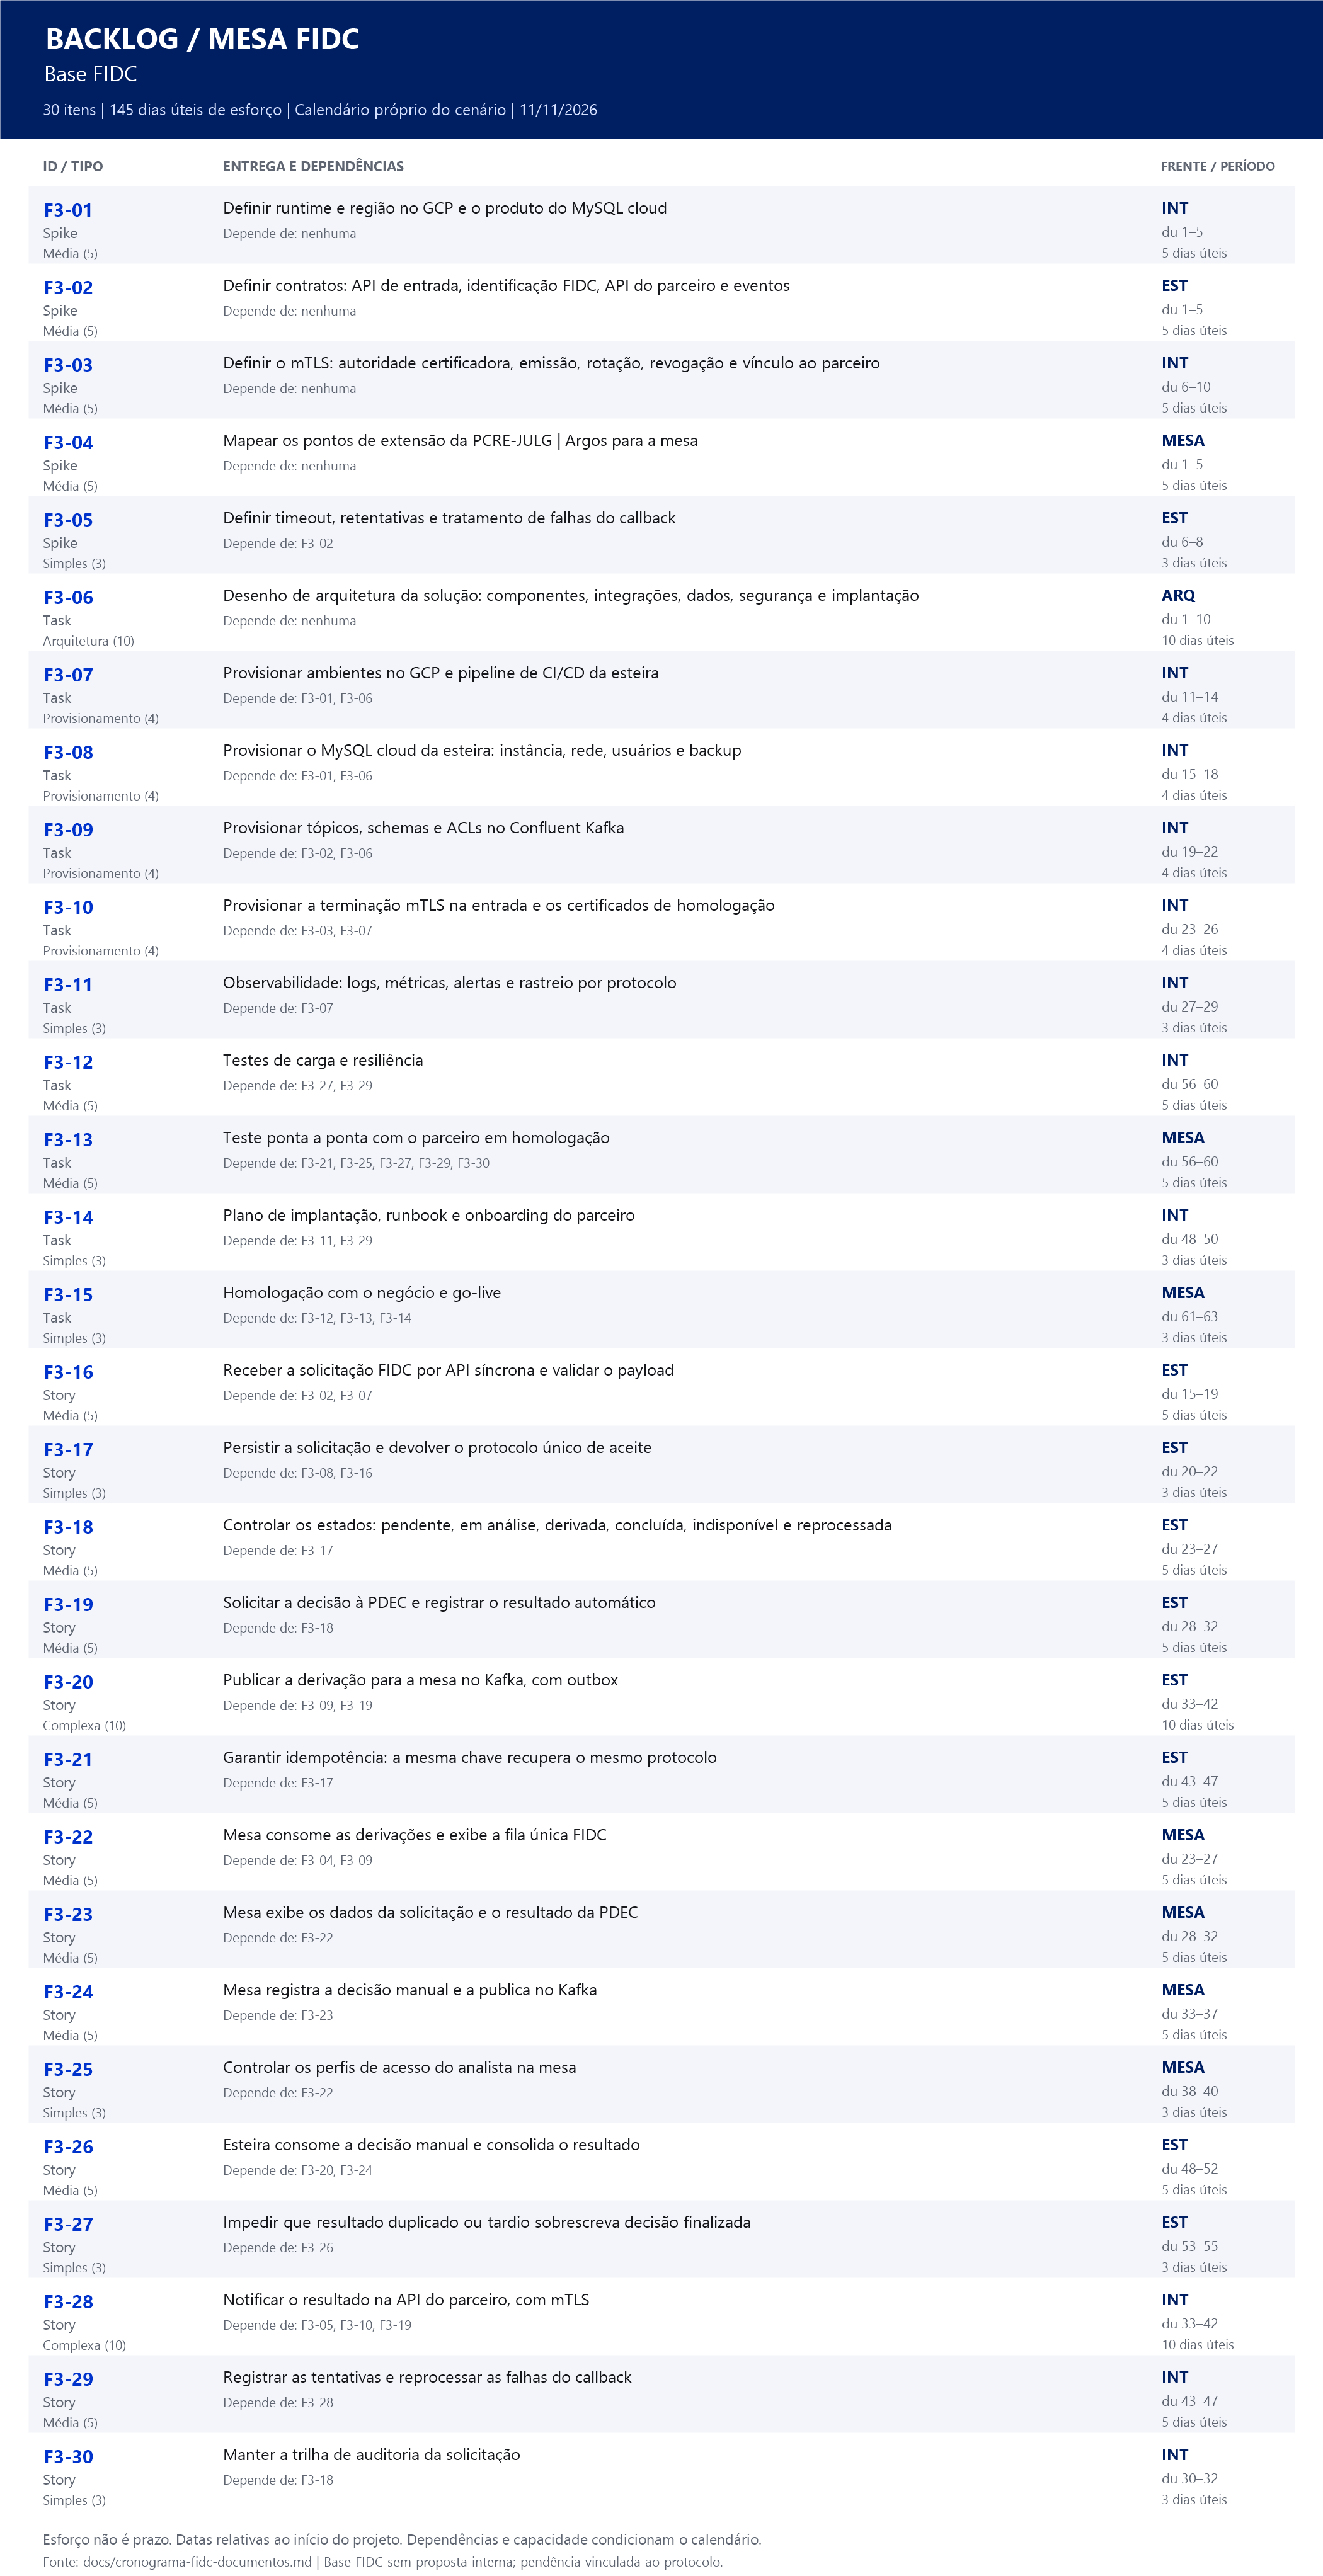 BACKLOG / MESA FIDC
Base FIDC
30 itens | 145 dias úteis de esforço | Calendário próprio do cenário | 11/11/2026
ID / TIPO
ENTREGA E DEPENDÊNCIAS
FRENTE / PERÍODO
F3-01
Spike
Média (5)
Definir runtime e região no GCP e o produto do MySQL cloud
Depende de: nenhuma
INT
du 1–5
5 dias úteis
F3-02
Spike
Média (5)
Definir contratos: API de entrada, identificação FIDC, API do parceiro e eventos
Depende de: nenhuma
EST
du 1–5
5 dias úteis
F3-03
Spike
Média (5)
Definir o mTLS: autoridade certificadora, emissão, rotação, revogação e vínculo ao parceiro
Depende de: nenhuma
INT
du 6–10
5 dias úteis
F3-04
Spike
Média (5)
Mapear os pontos de extensão da PCRE-JULG | Argos para a mesa
Depende de: nenhuma
MESA
du 1–5
5 dias úteis
F3-05
Spike
Simples (3)
Definir timeout, retentativas e tratamento de falhas do callback
Depende de: F3-02
EST
du 6–8
3 dias úteis
F3-06
Task
Arquitetura (10)
Desenho de arquitetura da solução: componentes, integrações, dados, segurança e implantação
Depende de: nenhuma
ARQ
du 1–10
10 dias úteis
F3-07
Task
Provisionamento (4)
Provisionar ambientes no GCP e pipeline de CI/CD da esteira
Depende de: F3-01, F3-06
INT
du 11–14
4 dias úteis
F3-08
Task
Provisionamento (4)
Provisionar o MySQL cloud da esteira: instância, rede, usuários e backup
Depende de: F3-01, F3-06
INT
du 15–18
4 dias úteis
F3-09
Task
Provisionamento (4)
Provisionar tópicos, schemas e ACLs no Confluent Kafka
Depende de: F3-02, F3-06
INT
du 19–22
4 dias úteis
F3-10
Task
Provisionamento (4)
Provisionar a terminação mTLS na entrada e os certificados de homologação
Depende de: F3-03, F3-07
INT
du 23–26
4 dias úteis
F3-11
Task
Simples (3)
Observabilidade: logs, métricas, alertas e rastreio por protocolo
Depende de: F3-07
INT
du 27–29
3 dias úteis
F3-12
Task
Média (5)
Testes de carga e resiliência
Depende de: F3-27, F3-29
INT
du 56–60
5 dias úteis
F3-13
Task
Média (5)
Teste ponta a ponta com o parceiro em homologação
Depende de: F3-21, F3-25, F3-27, F3-29, F3-30
MESA
du 56–60
5 dias úteis
F3-14
Task
Simples (3)
Plano de implantação, runbook e onboarding do parceiro
Depende de: F3-11, F3-29
INT
du 48–50
3 dias úteis
F3-15
Task
Simples (3)
Homologação com o negócio e go-live
Depende de: F3-12, F3-13, F3-14
MESA
du 61–63
3 dias úteis
F3-16
Story
Média (5)
Receber a solicitação FIDC por API síncrona e validar o payload
Depende de: F3-02, F3-07
EST
du 15–19
5 dias úteis
F3-17
Story
Simples (3)
Persistir a solicitação e devolver o protocolo único de aceite
Depende de: F3-08, F3-16
EST
du 20–22
3 dias úteis
F3-18
Story
Média (5)
Controlar os estados: pendente, em análise, derivada, concluída, indisponível e reprocessada
Depende de: F3-17
EST
du 23–27
5 dias úteis
F3-19
Story
Média (5)
Solicitar a decisão à PDEC e registrar o resultado automático
Depende de: F3-18
EST
du 28–32
5 dias úteis
F3-20
Story
Complexa (10)
Publicar a derivação para a mesa no Kafka, com outbox
Depende de: F3-09, F3-19
EST
du 33–42
10 dias úteis
F3-21
Story
Média (5)
Garantir idempotência: a mesma chave recupera o mesmo protocolo
Depende de: F3-17
EST
du 43–47
5 dias úteis
F3-22
Story
Média (5)
Mesa consome as derivações e exibe a fila única FIDC
Depende de: F3-04, F3-09
MESA
du 23–27
5 dias úteis
F3-23
Story
Média (5)
Mesa exibe os dados da solicitação e o resultado da PDEC
Depende de: F3-22
MESA
du 28–32
5 dias úteis
F3-24
Story
Média (5)
Mesa registra a decisão manual e a publica no Kafka
Depende de: F3-23
MESA
du 33–37
5 dias úteis
F3-25
Story
Simples (3)
Controlar os perfis de acesso do analista na mesa
Depende de: F3-22
MESA
du 38–40
3 dias úteis
F3-26
Story
Média (5)
Esteira consome a decisão manual e consolida o resultado
Depende de: F3-20, F3-24
EST
du 48–52
5 dias úteis
F3-27
Story
Simples (3)
Impedir que resultado duplicado ou tardio sobrescreva decisão finalizada
Depende de: F3-26
EST
du 53–55
3 dias úteis
F3-28
Story
Complexa (10)
Notificar o resultado na API do parceiro, com mTLS
Depende de: F3-05, F3-10, F3-19
INT
du 33–42
10 dias úteis
F3-29
Story
Média (5)
Registrar as tentativas e reprocessar as falhas do callback
Depende de: F3-28
INT
du 43–47
5 dias úteis
F3-30
Story
Simples (3)
Manter a trilha de auditoria da solicitação
Depende de: F3-18
INT
du 30–32
3 dias úteis
Esforço não é prazo. Datas relativas ao início do projeto. Dependências e capacidade condicionam o calendário.
Fonte: docs/cronograma-fidc-documentos.md | Base FIDC sem proposta interna; pendência vinculada ao protocolo.